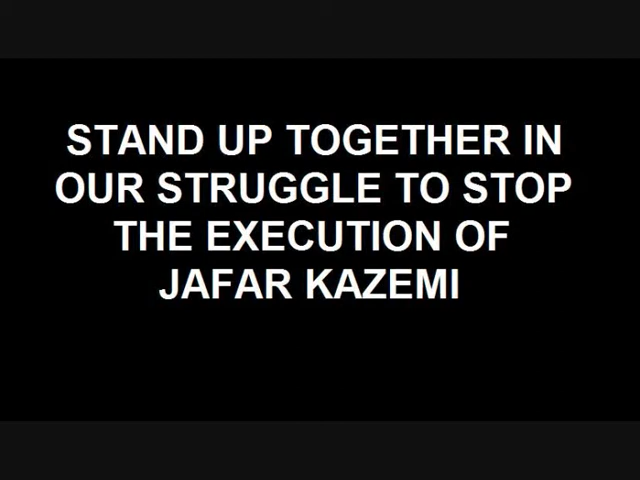 STAND UP TOGETHER IN
OUR STRUGGLE TO STOP
THE EXECUTION OF
JAFAR KAZEMI